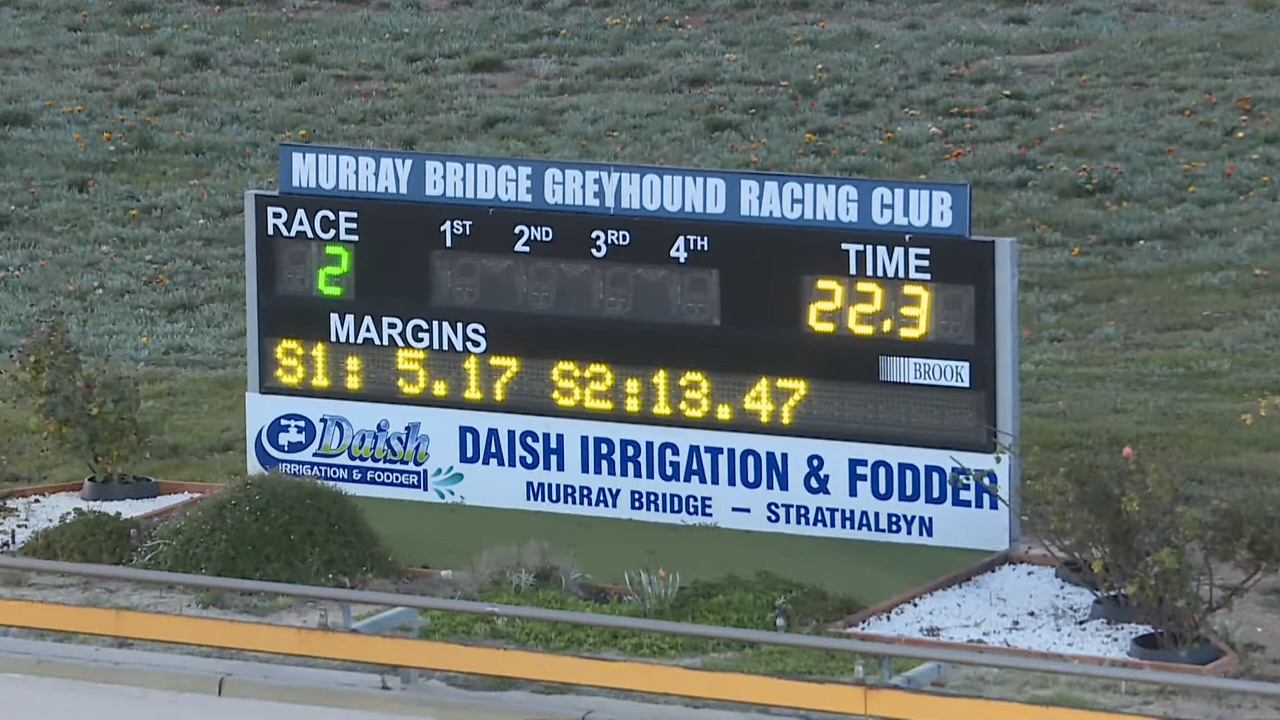 MURRAY BRIDGE GREYHOUND RACING CLUB
RACE 1ST 2ND 3RD 4TH TIME
2 22.3
MARGINS
BROOK
S1: 5.17 S2:13.47
Daish
IRRIGATION & FODDER
DAISH IRRIGATION & FODDER
MURRAY BRIDGE — STRATHALBYN